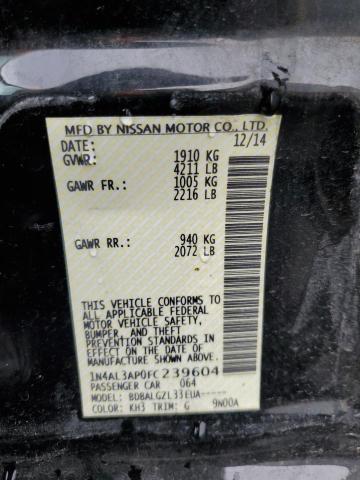 MFD BY NISSAN MOTOR CO., LTD.
DATE: 12/14
GVWR: 1910 KG
4211 LB
GAWR FR.: 1005 KG
2216 LB
GAWR RR.: 940 KG
2072 LB
THIS VEHICLE CONFORMS TO
ALL APPLICABLE FEDERAL
MOTOR VEHICLE SAFETY,
BUMPER, AND THEFT
PREVENTION STANDARDS IN
EFFECT ON THE DATE OF
MANUFACTURE SHOWN ABOVE.
1N4AL3AP0FC239604
PASSENGER CAR 064
MODEL: BDBALGZL33EUA-----
COLOR: KH3 TRIM: G 9N00A